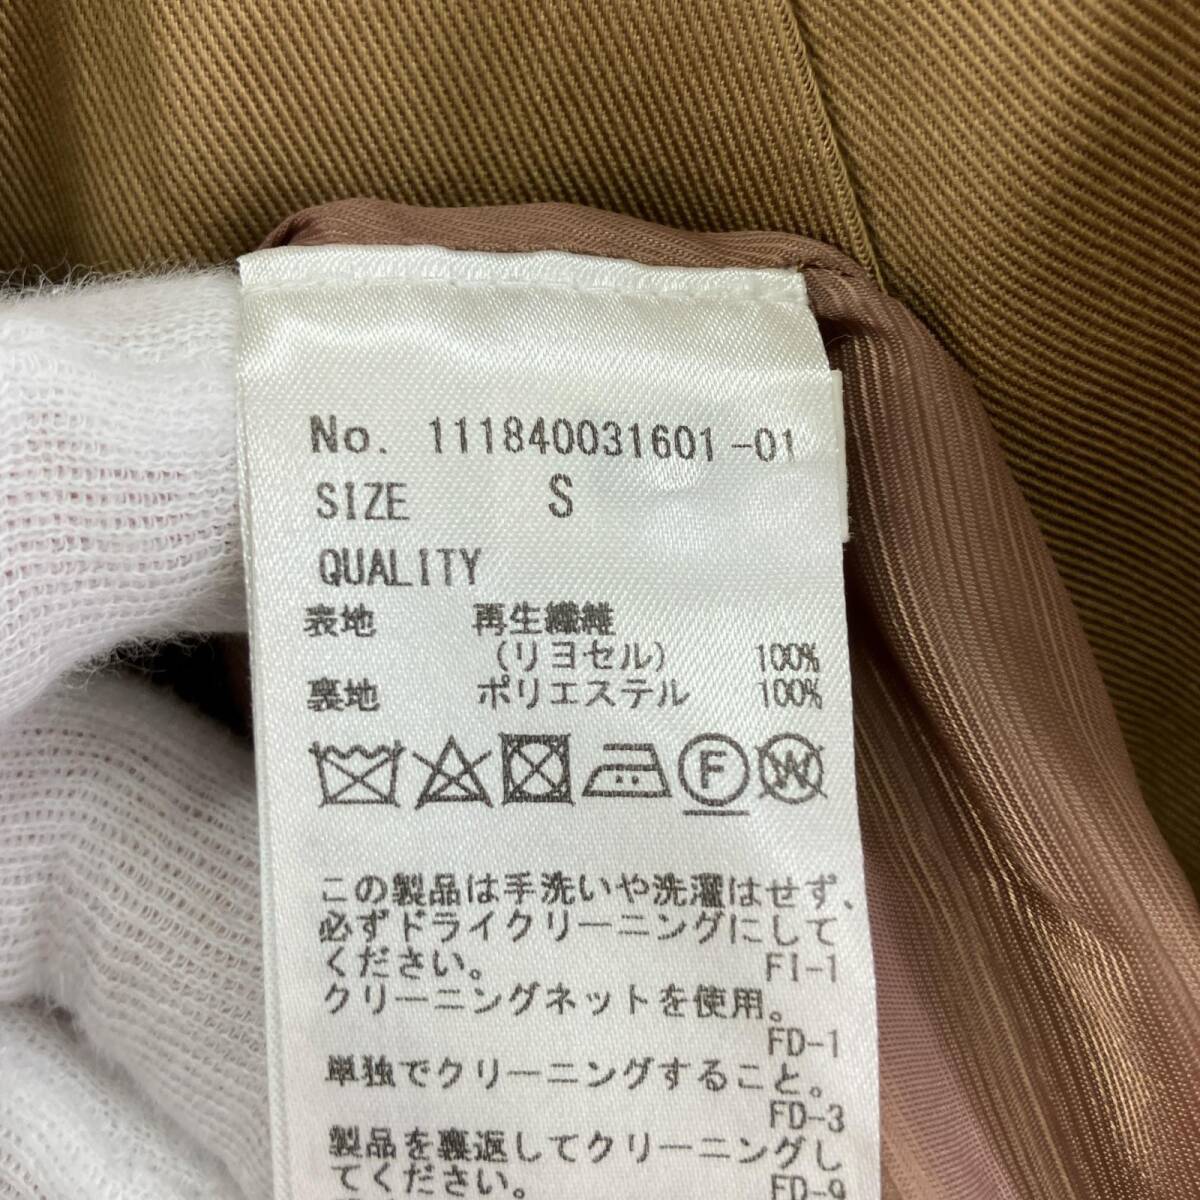 No. 111840031601-01
SIZE S
QUALITY
表地 再生繊維
(リヨセル) 100%
裏地 ポリエステル 100%
F W
この製品は手洗いや洗濯はせず、
必ずドライクリーニングにして
ください。 FI-1
クリーニングネットを使用。
FD-1
単独でクリーニングすること。
FD-3
製品を裏返してクリーニングし
てください。 FD-9